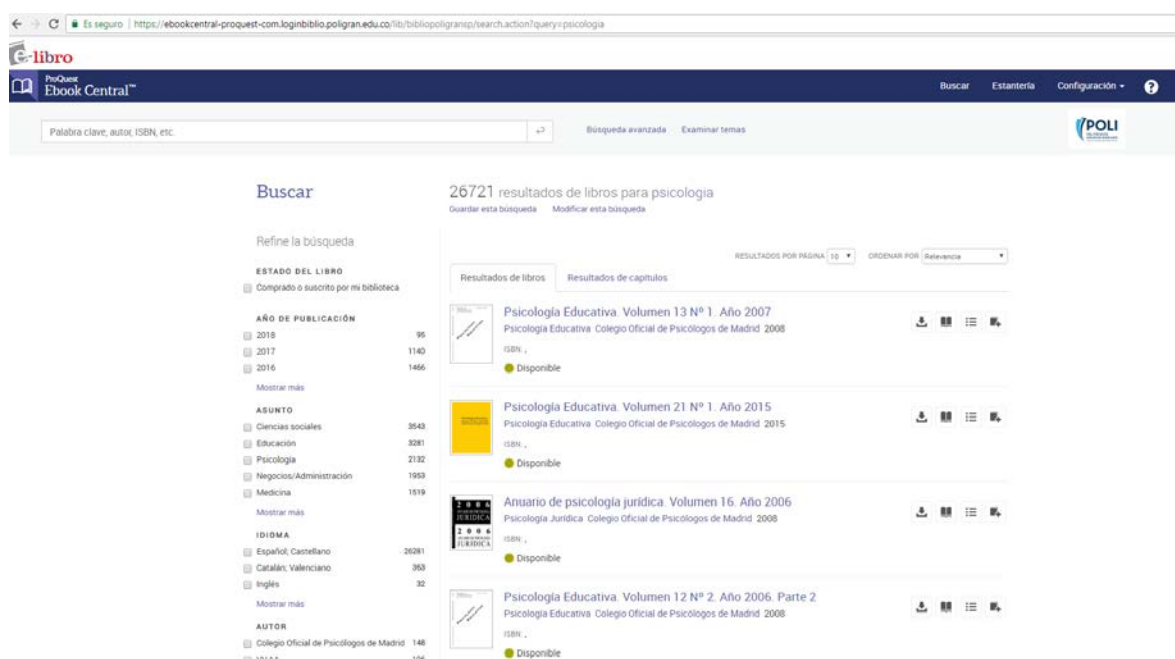 Es seguro | https://ebookcentral-proquest-com.loginbiblio.poligran.edu.co/lib/bibliopoligransp/search.action?query=psicologia
e-libro
ProQuest
Ebook Central™
Buscar Estantería Configuración ?
Palabra clave, autor, ISBN, etc.
Búsqueda avanzada Examinar temas
POLI
Buscar
Refine la búsqueda
ESTADO DEL LIBRO
Comprado o suscrito por mi biblioteca
AÑO DE PUBLICACIÓN
2018 95
2017 1140
2016 1466
Mostrar más
ASUNTO
Ciencias sociales 3543
Educación 3281
Psicología 2132
Negocios/Administración 1953
Medicina 1519
Mostrar más
IDIOMA
Español; Castellano 26281
Catalán; Valenciano 353
Inglés 32
Mostrar más
AUTOR
Colegio Oficial de Psicólogos de Madrid 148
26721 resultados de libros para psicologia
Guardar esta búsqueda Modificar esta búsqueda
RESULTADOS POR PÁGINA 10 ORDENAR POR Relevancia
Resultados de libros Resultados de capítulos
Psicología Educativa. Volumen 13 Nº 1. Año 2007
Psicología Educativa Colegio Oficial de Psicólogos de Madrid 2008
ISBN: ,
Disponible
Psicología Educativa. Volumen 21 Nº 1. Año 2015
Psicología Educativa Colegio Oficial de Psicólogos de Madrid 2015
ISBN: ,
Disponible
2 0 0 6
JURIDICA
2 0 0 6
JURIDICA
Anuario de psicología jurídica. Volumen 16. Año 2006
Psicología Jurídica Colegio Oficial de Psicólogos de Madrid 2008
ISBN: ,
Disponible
Psicología Educativa. Volumen 12 Nº 2. Año 2006. Parte 2
Psicología Educativa Colegio Oficial de Psicólogos de Madrid 2008
ISBN: ,
Disponible